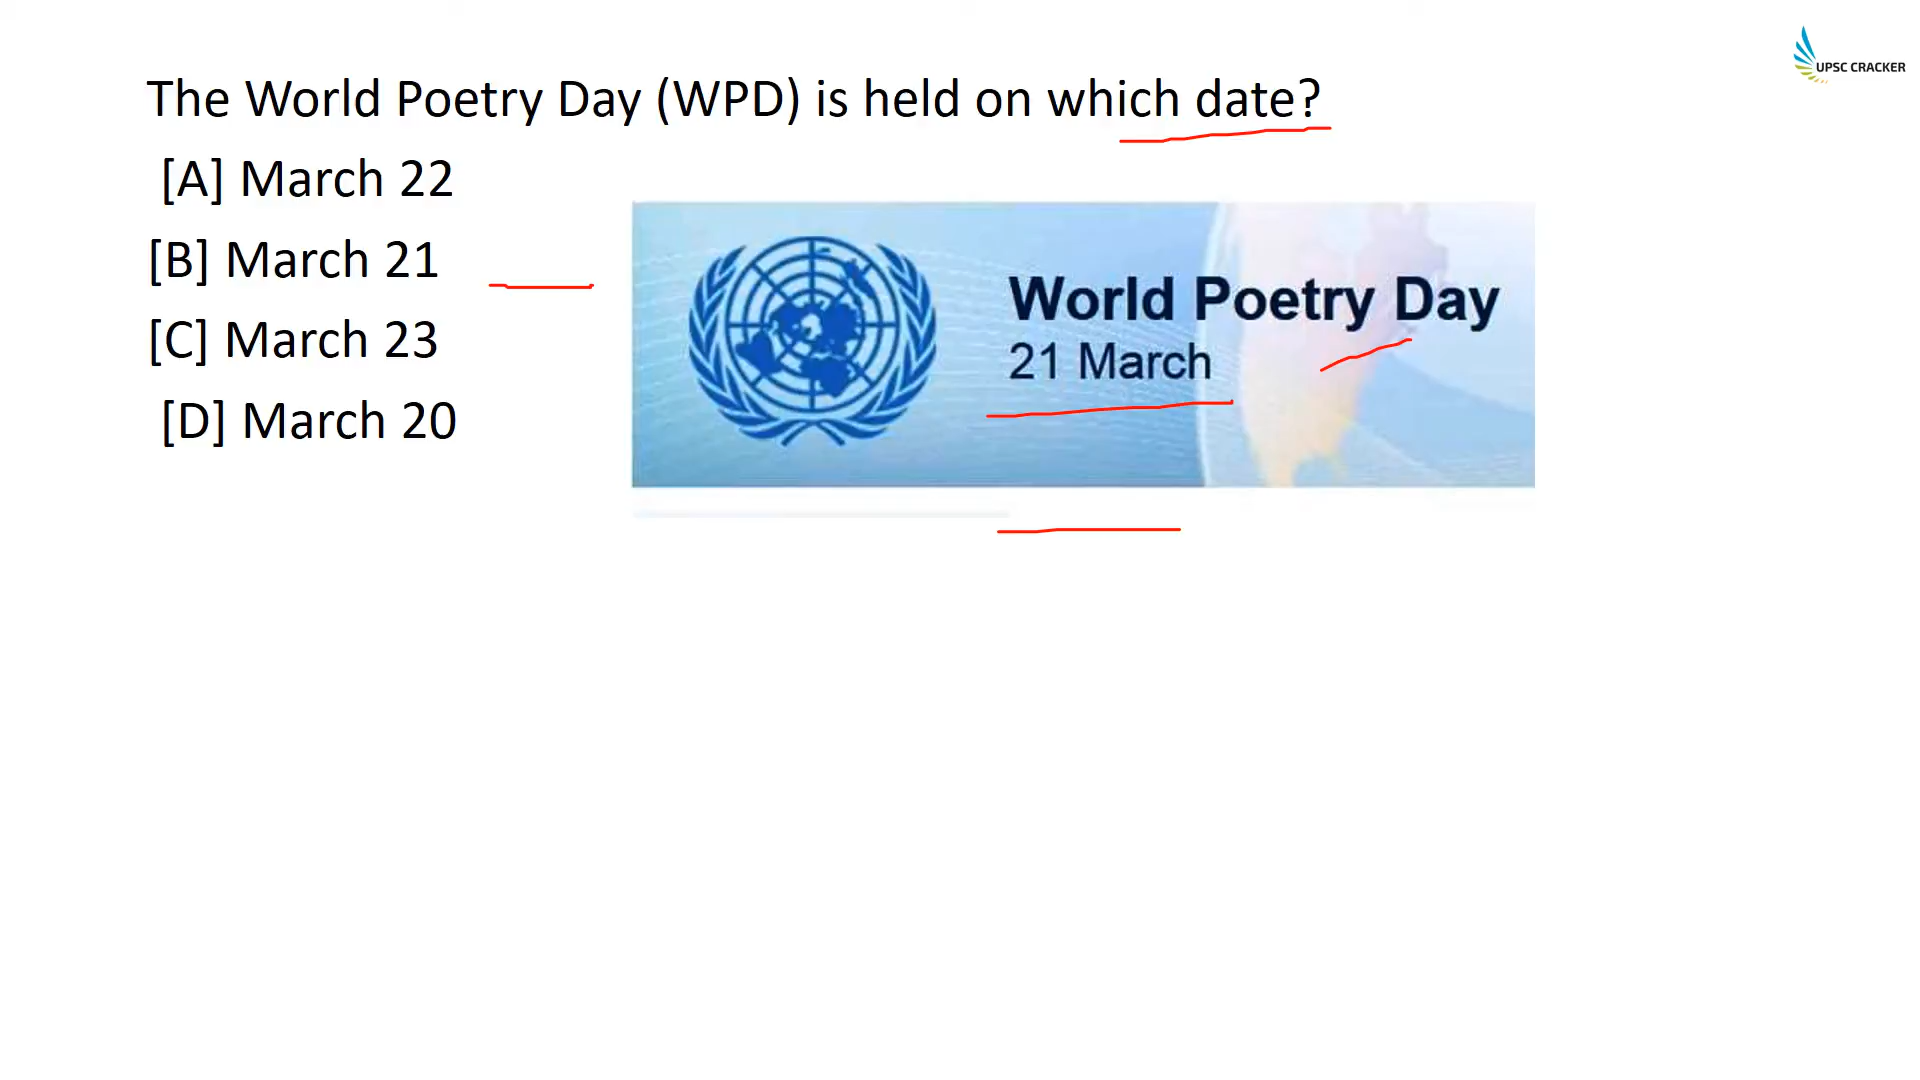 UPSC CRACKER
The World Poetry Day (WPD) is held on which date?
[A] March 22
[B] March 21
[C] March 23
[D] March 20
World Poetry Day
21 March